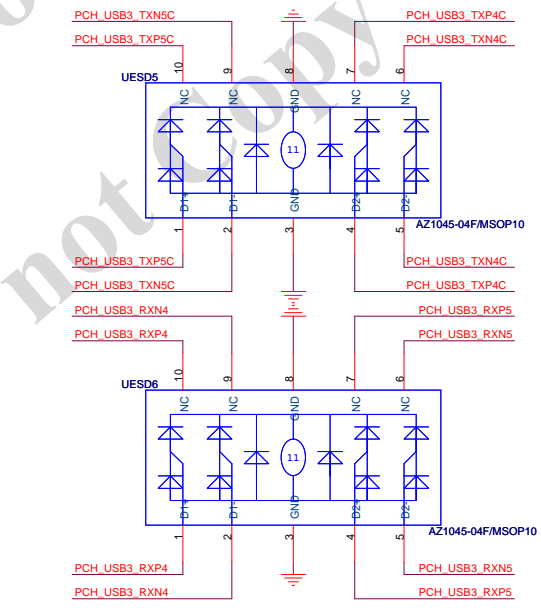 PCH_USB3_TXN5C
PCH_USB3_TXP4C
PCH_USB3_TXP5C
PCH_USB3_TXN4C
10 9 8 7 6
UESD5
NC NC GND NC NC
11
D1+ D1- GND D2+ D2-
AZ1045-04F/MSOP10
1 2 3 4 5
PCH_USB3_TXP5C
PCH_USB3_TXN4C
PCH_USB3_TXN5C
PCH_USB3_TXP4C
PCH_USB3_RXN4
PCH_USB3_RXP5
PCH_USB3_RXP4
PCH_USB3_RXN5
10 9 8 7 6
UESD6
NC NC GND NC NC
11
D1+ D1- GND D2+ D2-
AZ1045-04F/MSOP10
1 2 3 4 5
PCH_USB3_RXP4
PCH_USB3_RXN5
PCH_USB3_RXN4
PCH_USB3_RXP5
not Copy